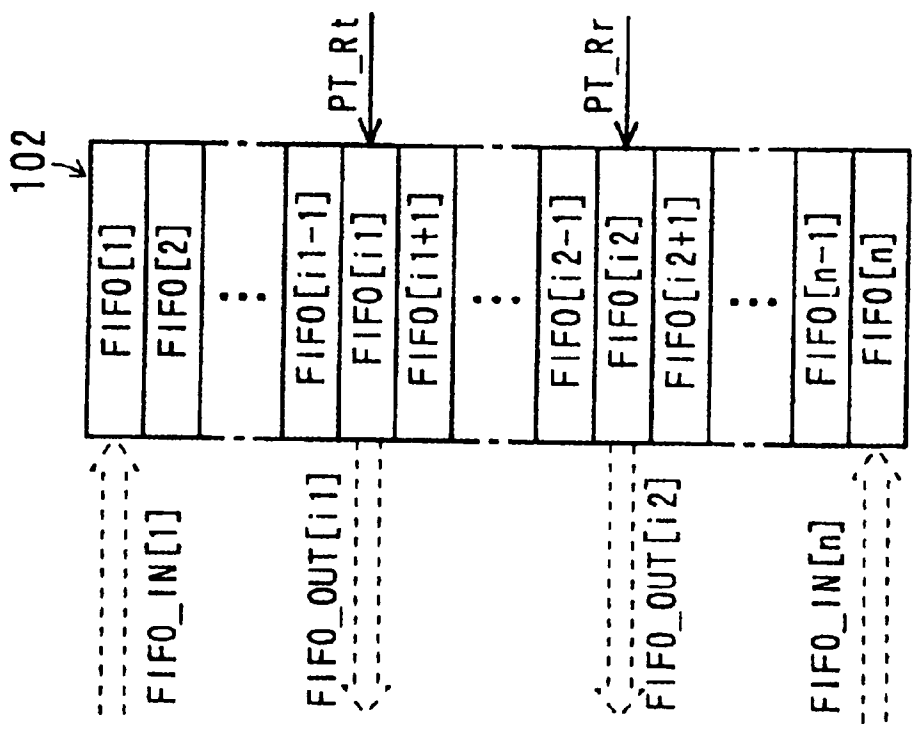 102
FIFO[1]
FIFO[2]
...
FIFO[i1-1]
FIFO[i1]
FIFO[i1+1]
...
FIFO[i2-1]
FIFO[i2]
FIFO[i2+1]
...
FIFO[n-1]
FIFO[n]
PT_Rt
PT_Rr
FIFO_IN[1]
FIFO_OUT[i1]
FIFO_OUT[i2]
FIFO_IN[n]